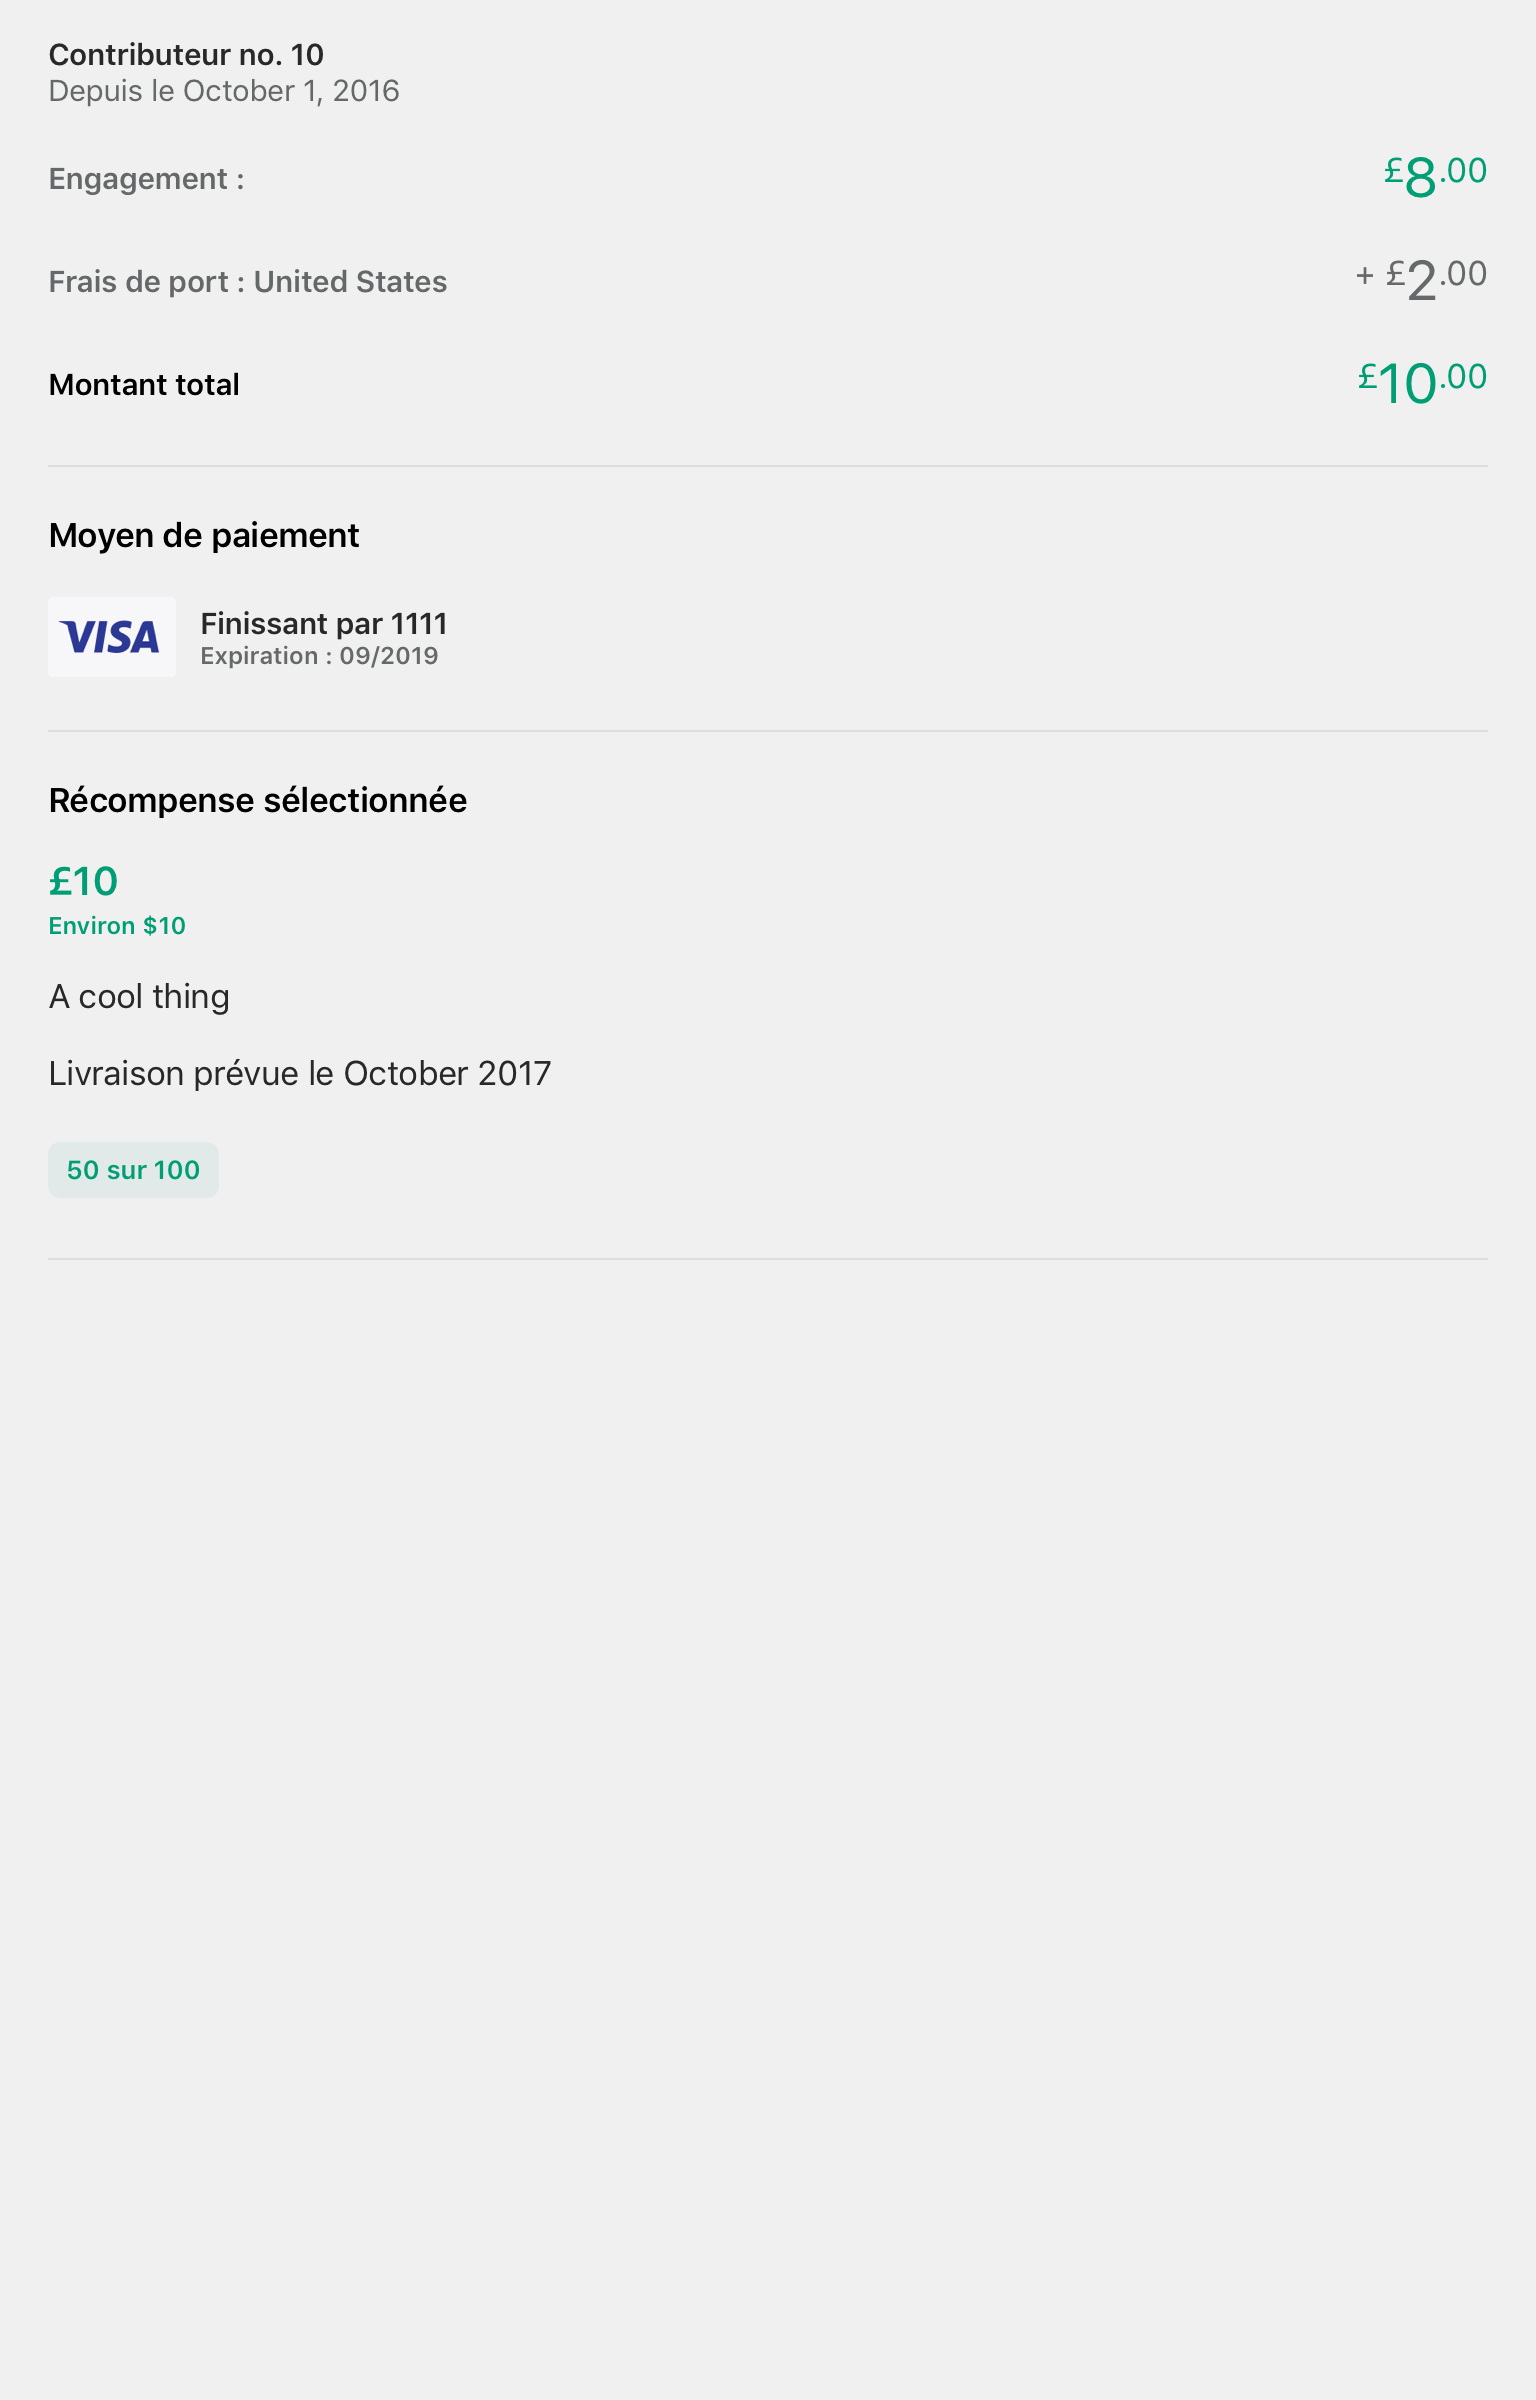 Contributeur no. 10
Depuis le October 1, 2016
Engagement : £8.00
Frais de port : United States + £2.00
Montant total £10.00
Moyen de paiement
VISA
Finissant par 1111
Expiration : 09/2019
Récompense sélectionnée
£10
Environ $10
A cool thing
Livraison prévue le October 2017
50 sur 100